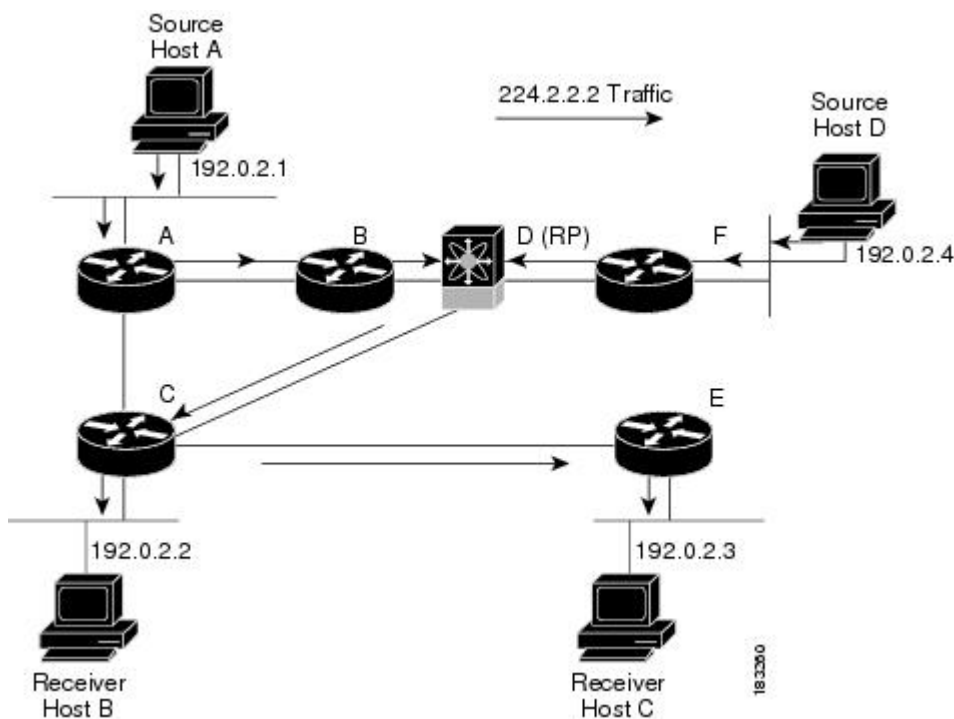 Source
Host A
224.2.2.2 Traffic
Source
Host D
192.0.2.1
A
B
D (RP)
F
192.0.2.4
C
E
192.0.2.2
192.0.2.3
Receiver
Host B
Receiver
Host C
183260